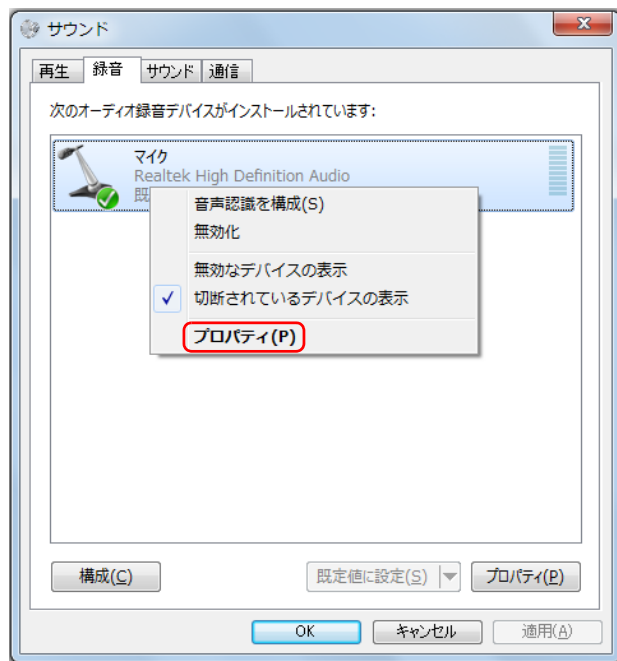 サウンド
再生 録音 サウンド 通信
次のオーディオ録音デバイスがインストールされています:
マイク
Realtek High Definition Audio
既
音声認識を構成(S)
無効化
無効なデバイスの表示
切断されているデバイスの表示
プロパティ(P)
構成(C) 既定値に設定(S) プロパティ(P)
OK キャンセル 適用(A)